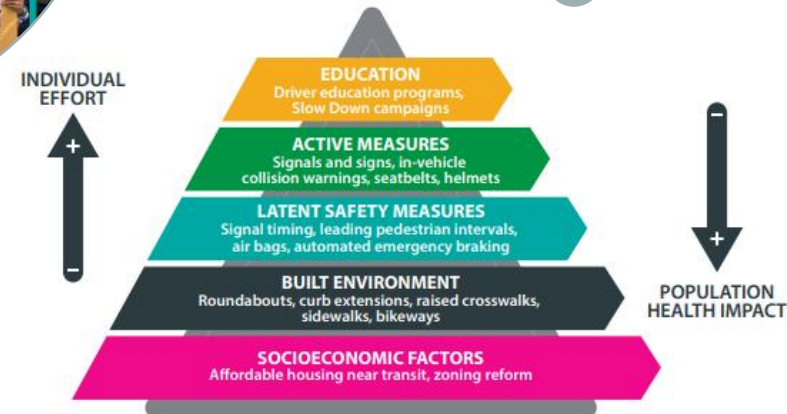 INDIVIDUAL
EFFORT
+
−
EDUCATION
Driver education programs,
Slow Down campaigns
ACTIVE MEASURES
Signals and signs, in-vehicle
collision warnings, seatbelts, helmets
LATENT SAFETY MEASURES
Signal timing, leading pedestrian intervals,
air bags, automated emergency braking
BUILT ENVIRONMENT
Roundabouts, curb extensions, raised crosswalks,
sidewalks, bikeways
SOCIOECONOMIC FACTORS
Affordable housing near transit, zoning reform
−
+
POPULATION
HEALTH IMPACT